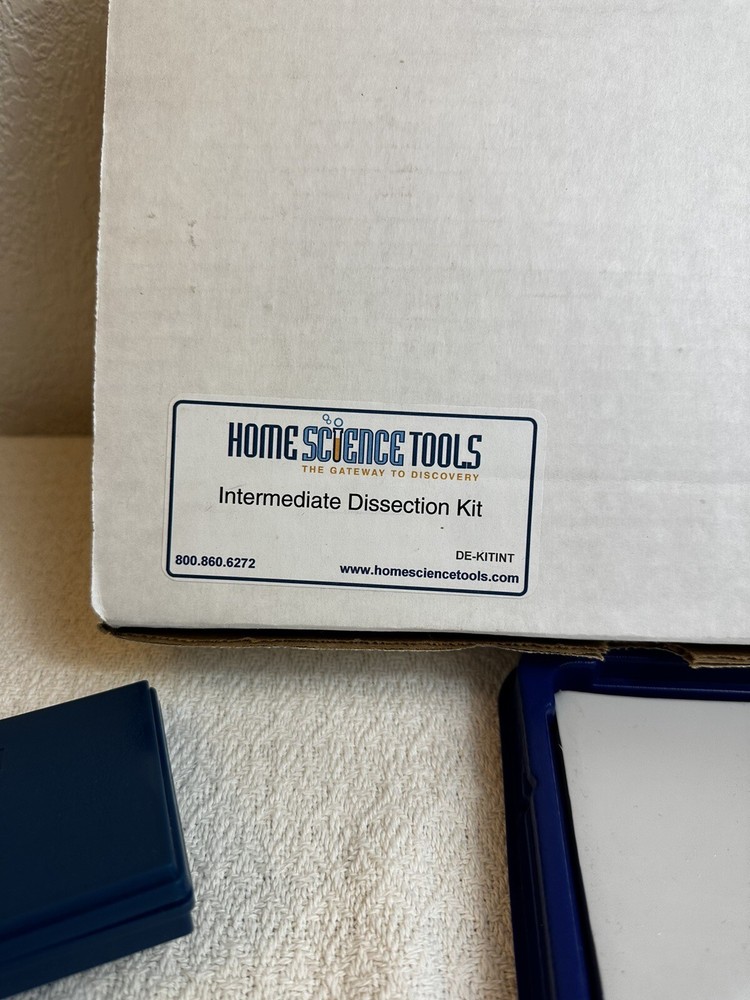 HOME SCIENCE TOOLS
THE GATEWAY TO DISCOVERY
Intermediate Dissection Kit
DE-KITINT
800.860.6272
www.homesciencetools.com